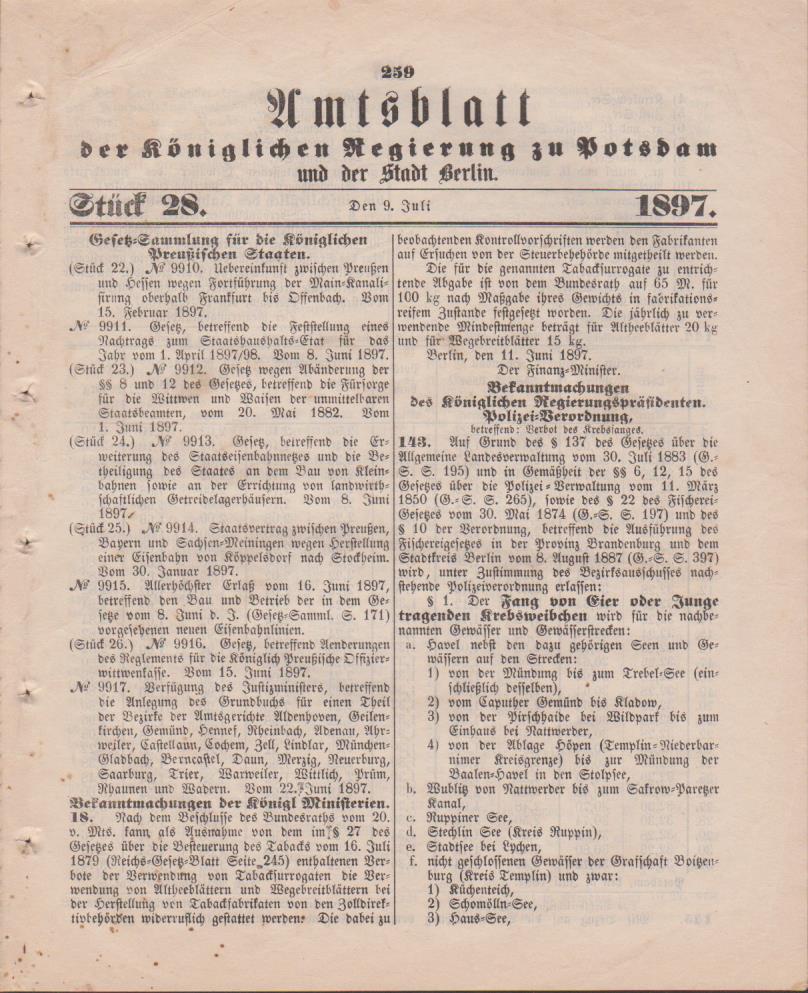 259
Amtsblatt
der Königlichen Regierung zu Potsdam
und der Stadt Berlin.
Stück 28. Den 9. Juli 1897.
Gesetz-Sammlung für die Königlichen
Preußischen Staaten.
(Stück 22.) № 9910. Uebereinkunft zwischen Preußen
und Hessen wegen Fortführung der Main-Kanali-
sirung oberhalb Frankfurt bis Offenbach. Vom
15. Februar 1897.
№ 9911. Gesetz, betreffend die Feststellung eines
Nachtrags zum Staatshaushalts-Etat für das
Jahr vom 1. April 1897/98. Vom 8. Juni 1897.
(Stück 23.) № 9912. Gesetz wegen Abänderung der
§§ 8 und 12 des Gesetzes, betreffend die Fürsorge
für die Wittwen und Waisen der unmittelbaren
Staatsbeamten, vom 20. Mai 1882. Vom
1. Juni 1897.
(Stück 24.) № 9913. Gesetz, betreffend die Er-
weiterung des Staatseisenbahnnetzes und die Be-
theiligung des Staates an dem Bau von Klein-
bahnen sowie an der Errichtung von landwirth-
schaftlichen Getreidelagerhäusern. Vom 8. Juni
1897.
(Stück 25.) № 9914. Staatsvertrag zwischen Preußen,
Bayern und Sachsen-Meiningen wegen Herstellung
einer Eisenbahn von Köppelsdorf nach Stockheim.
Vom 30. Januar 1897.
№ 9915. Allerhöchster Erlaß vom 16. Juni 1897,
betreffend den Bau und Betrieb der in dem Ge-
setze vom 8. Juni d. J. (Gesetz-Samml. S. 171)
vorgesehenen neuen Eisenbahnlinien.
(Stück 26.) № 9916. Gesetz, betreffend Aenderungen
des Reglements für die Königlich Preußische Offizier-
wittwenkasse. Vom 15. Juni 1897.
№ 9917. Verfügung des Justizministers, betreffend
die Anlegung des Grundbuchs für einen Theil
der Bezirke der Amtsgerichte Aldenhoven, Geilen-
kirchen, Gemünd, Hennef, Rheinbach, Adenau, Ahr-
weiler, Castellaun, Cochem, Zell, Lindlar, München-
Gladbach, Berncastel, Daun, Merzig, Neuerburg,
Saarburg, Trier, Warweiler, Wittlich, Prüm,
Rhaunen und Wadern. Vom 22. Juni 1897.
Bekanntmachungen der Königl Ministerien.
18. Nach dem Beschlusse des Bundesraths vom 20.
v. Mts. kann als Ausnahme von dem im § 27 des
Gesetzes über die Besteuerung des Tabacks vom 16. Juli
1879 (Reichs-Gesetz-Blatt Seite 245) enthaltenen Ver-
bote der Verwendung von Tabacksurrogaten die Ver-
wendung von Altheeblättern und Wegebreitblättern bei
der Herstellung von Tabackfabrikaten von den Zolldirek-
tivbehörden widerruflich gestattet werden. Die dabei zu
beobachtenden Kontrollvorschriften werden den Fabrikanten
auf Ersuchen von der Steuerbehehörde mitgetheilt werden.
Die für die genannten Tabacksurrogate zu entrich-
tende Abgabe ist von dem Bundesrath auf 65 M. für
100 kg nach Maßgabe ihres Gewichts in fabrikations-
reifem Zustande festgesetzt worden. Die jährlich zu ver-
wendende Mindestmenge beträgt für Altheeblätter 20 kg
und für Wegebreitblätter 15 kg.
Berlin, den 11. Juni 1897.
Der Finanz-Minister.
Bekanntmachungen
des Königlichen Regierungspräsidenten.
Polizei-Verordnung,
betreffend: Verbot des Krebsfanges.
143. Auf Grund des § 137 des Gesetzes über die
Allgemeine Landesverwaltung vom 30. Juli 1883 (G.-
S. S. 195) und in Gemäßheit der §§ 6, 12, 15 des
Gesetzes über die Polizei-Verwaltung vom 11. März
1850 (G.-S. S. 265), sowie des § 22 des Fischerei-
Gesetzes vom 30. Mai 1874 (G.-S. S. 197) und des
§ 10 der Verordnung, betreffend die Ausführung des
Fischereigesetzes in der Provinz Brandenburg und dem
Stadtkreis Berlin vom 8. August 1887 (G.-S. S. 397)
wird, unter Zustimmung des Bezirksausschusses nach-
stehende Polizeiverordnung erlassen:
§ 1. Der Fang von Eier oder Junge
tragenden Krebsweibchen wird für die nachbe-
nannten Gewässer und Gewässerstrecken:
a. Havel nebst den dazu gehörigen Seen und Ge-
wässern auf den Strecken:
1) von der Mündung bis zum Trebel-See (ein-
schließlich desselben),
2) vom Caputher Gemünd bis Kladow,
3) von der Pirschhaide bei Wildpark bis zum
Einhaus bei Nattwerder,
4) von der Ablage Höpen (Templin-Niederbar-
nimer Kreisgrenze) bis zur Mündung der
Baalen-Havel in den Stolpsee,
b. Wublitz von Nattwerder bis zum Sakrow-Paretzer
Kanal,
c. Ruppiner See,
d. Stechlin See (Kreis Ruppin),
e. Stadtsee bei Lychen,
f. nicht geschlossenen Gewässer der Grafschaft Boitzen-
burg (Kreis Templin) und zwar:
1) Küchenteich,
2) Schomölln-See,
3) Haus-See,